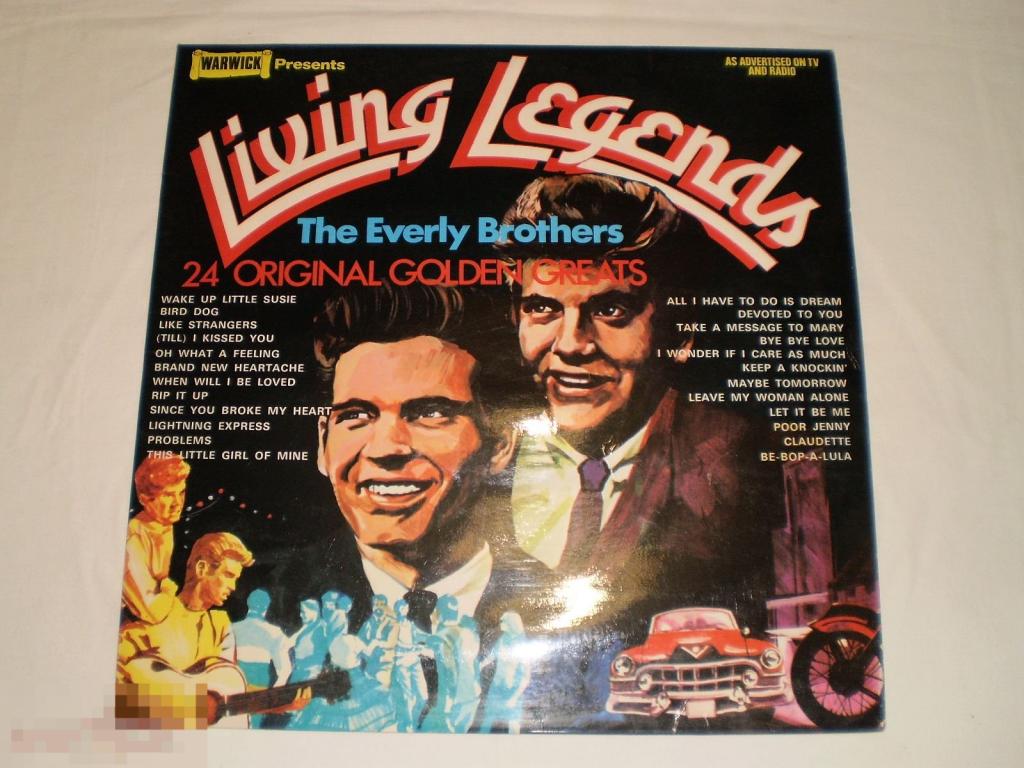 WARWICK Presents
AS ADVERTISED ON TV
AND RADIO
Living Legends
The Everly Brothers
24 ORIGINAL GOLDEN GREATS
WAKE UP LITTLE SUSIE
BIRD DOG
LIKE STRANGERS
(TILL) I KISSED YOU
OH WHAT A FEELING
BRAND NEW HEARTACHE
WHEN WILL I BE LOVED
RIP IT UP
SINCE YOU BROKE MY HEART
LIGHTNING EXPRESS
PROBLEMS
THIS LITTLE GIRL OF MINE
ALL I HAVE TO DO IS DREAM
DEVOTED TO YOU
TAKE A MESSAGE TO MARY
BYE BYE LOVE
I WONDER IF I CARE AS MUCH
KEEP A KNOCKIN'
MAYBE TOMORROW
LEAVE MY WOMAN ALONE
LET IT BE ME
POOR JENNY
CLAUDETTE
BE-BOP-A-LULA